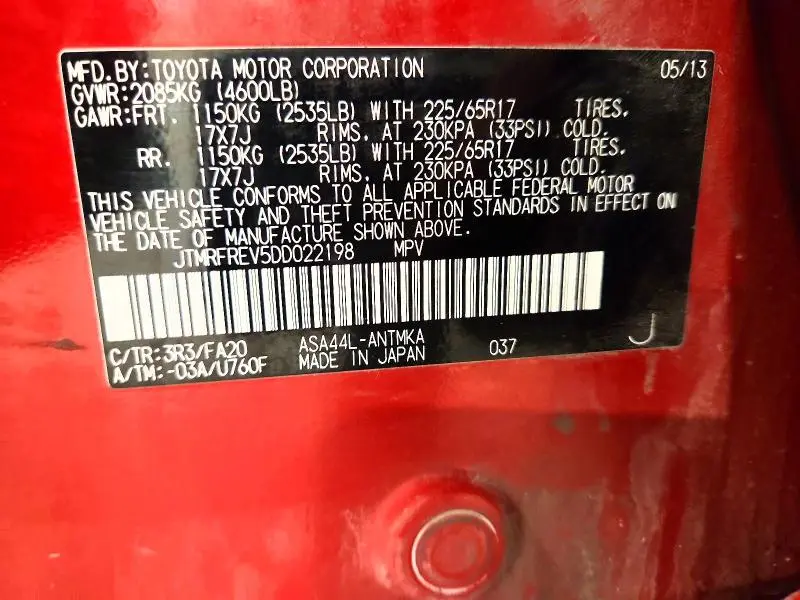 MFD.BY:TOYOTA MOTOR CORPORATION 05/13
GVWR:2085KG (4600LB)
GAWR:FRT. 1150KG (2535LB) WITH 225/65R17 TIRES,
17X7J RIMS, AT 230KPA (33PSI) COLD.
RR. 1150KG (2535LB) WITH 225/65R17 TIRES,
17X7J RIMS, AT 230KPA (33PSI) COLD.
THIS VEHICLE CONFORMS TO ALL APPLICABLE FEDERAL MOTOR
VEHICLE SAFETY AND THEFT PREVENTION STANDARDS IN EFFECT ON
THE DATE OF MANUFACTURE SHOWN ABOVE.
JTMRFREV5DD022198 MPV
C/TR:3R3/FA20 ASA44L-ANTMKA 037 J
A/TM:-03A/U760F MADE IN JAPAN